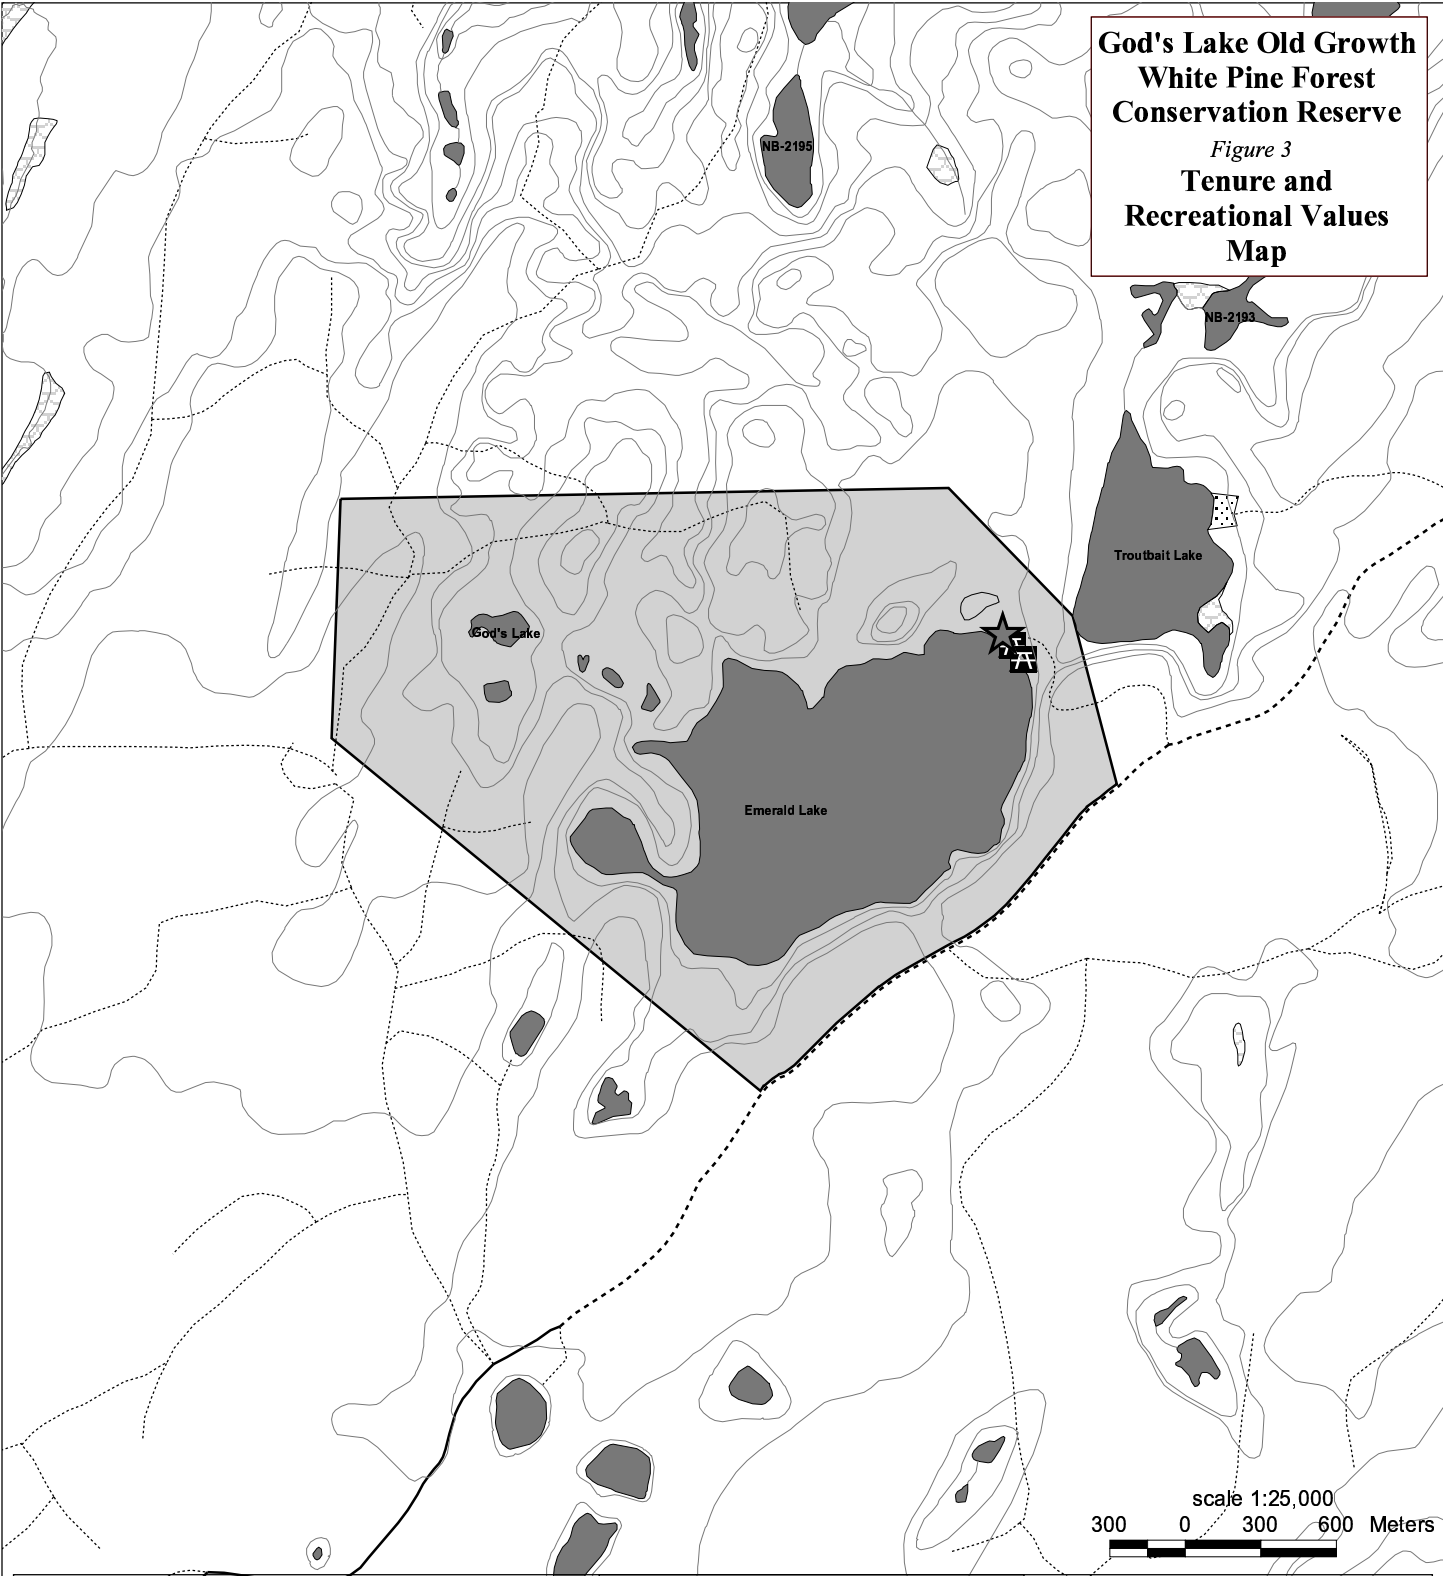 God's Lake Old Growth
White Pine Forest
Conservation Reserve
Figure 3
Tenure and
Recreational Values
Map
NB-2195
NB-2193
Troutbait Lake
God's Lake
Emerald Lake
scale 1:25,000
300 0 300 600 Meters